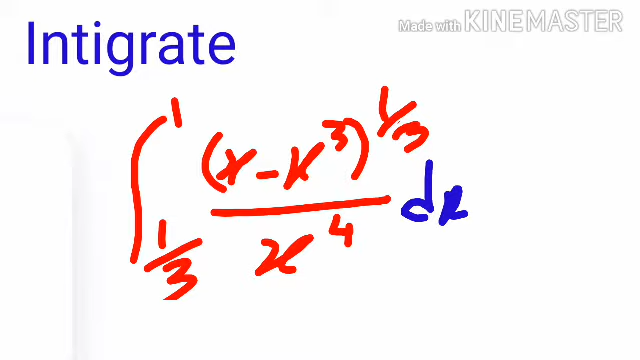 Made with KINEMASTER
Intigrate
∫_{1/3}^{1} (x-x³)^{1/3} / x⁴ dx